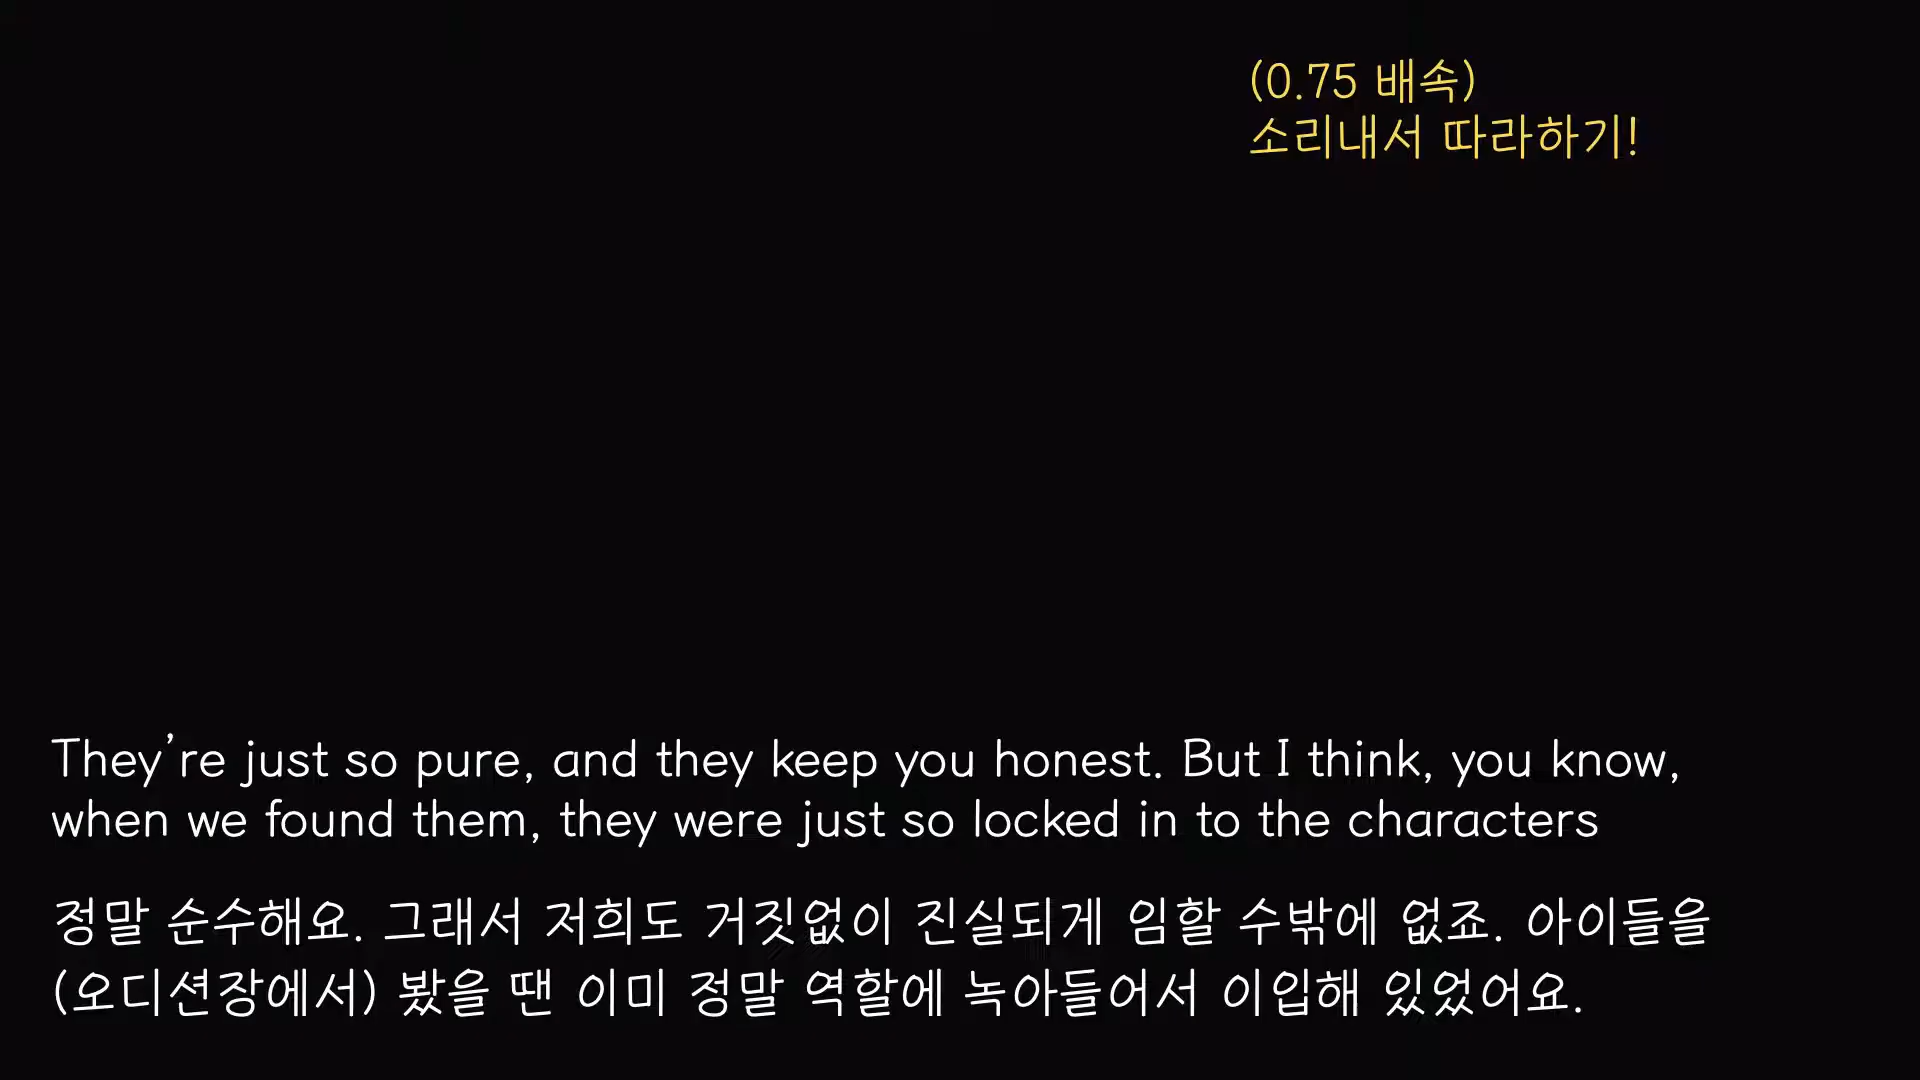 (0.75 배속)
소리내서 따라하기!
They’re just so pure, and they keep you honest. But I think, you know,
when we found them, they were just so locked in to the characters
정말 순수해요. 그래서 저희도 거짓없이 진실되게 임할 수밖에 없죠. 아이들을
(오디션장에서) 봤을 땐 이미 정말 역할에 녹아들어서 이입해 있었어요.